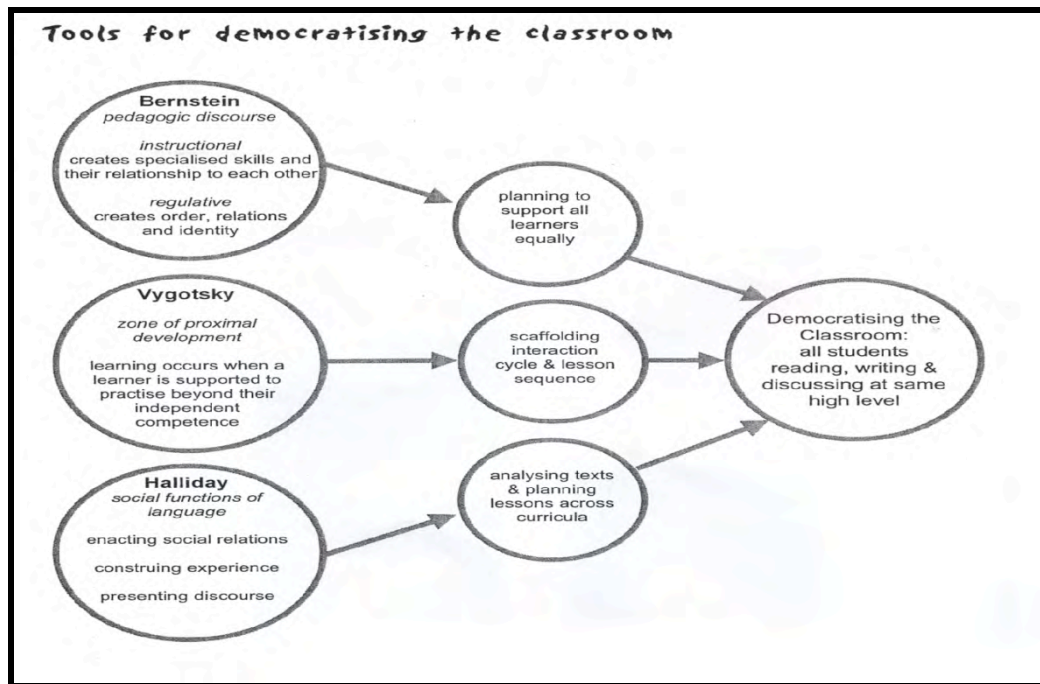 Tools for democratising the classroom
Bernstein
pedagogic discourse
instructional
creates specialised skills and
their relationship to each other
regulative
creates order, relations
and identity
planning to
support all
learners
equally
Vygotsky
zone of proximal
development
learning occurs when a
learner is supported to
practise beyond their
independent
competence
scaffolding
interaction
cycle & lesson
sequence
Democratising the
Classroom:
all students
reading, writing &
discussing at same
high level
Halliday
social functions of
language
enacting social relations
construing experience
presenting discourse
analysing texts
& planning
lessons across
curricula